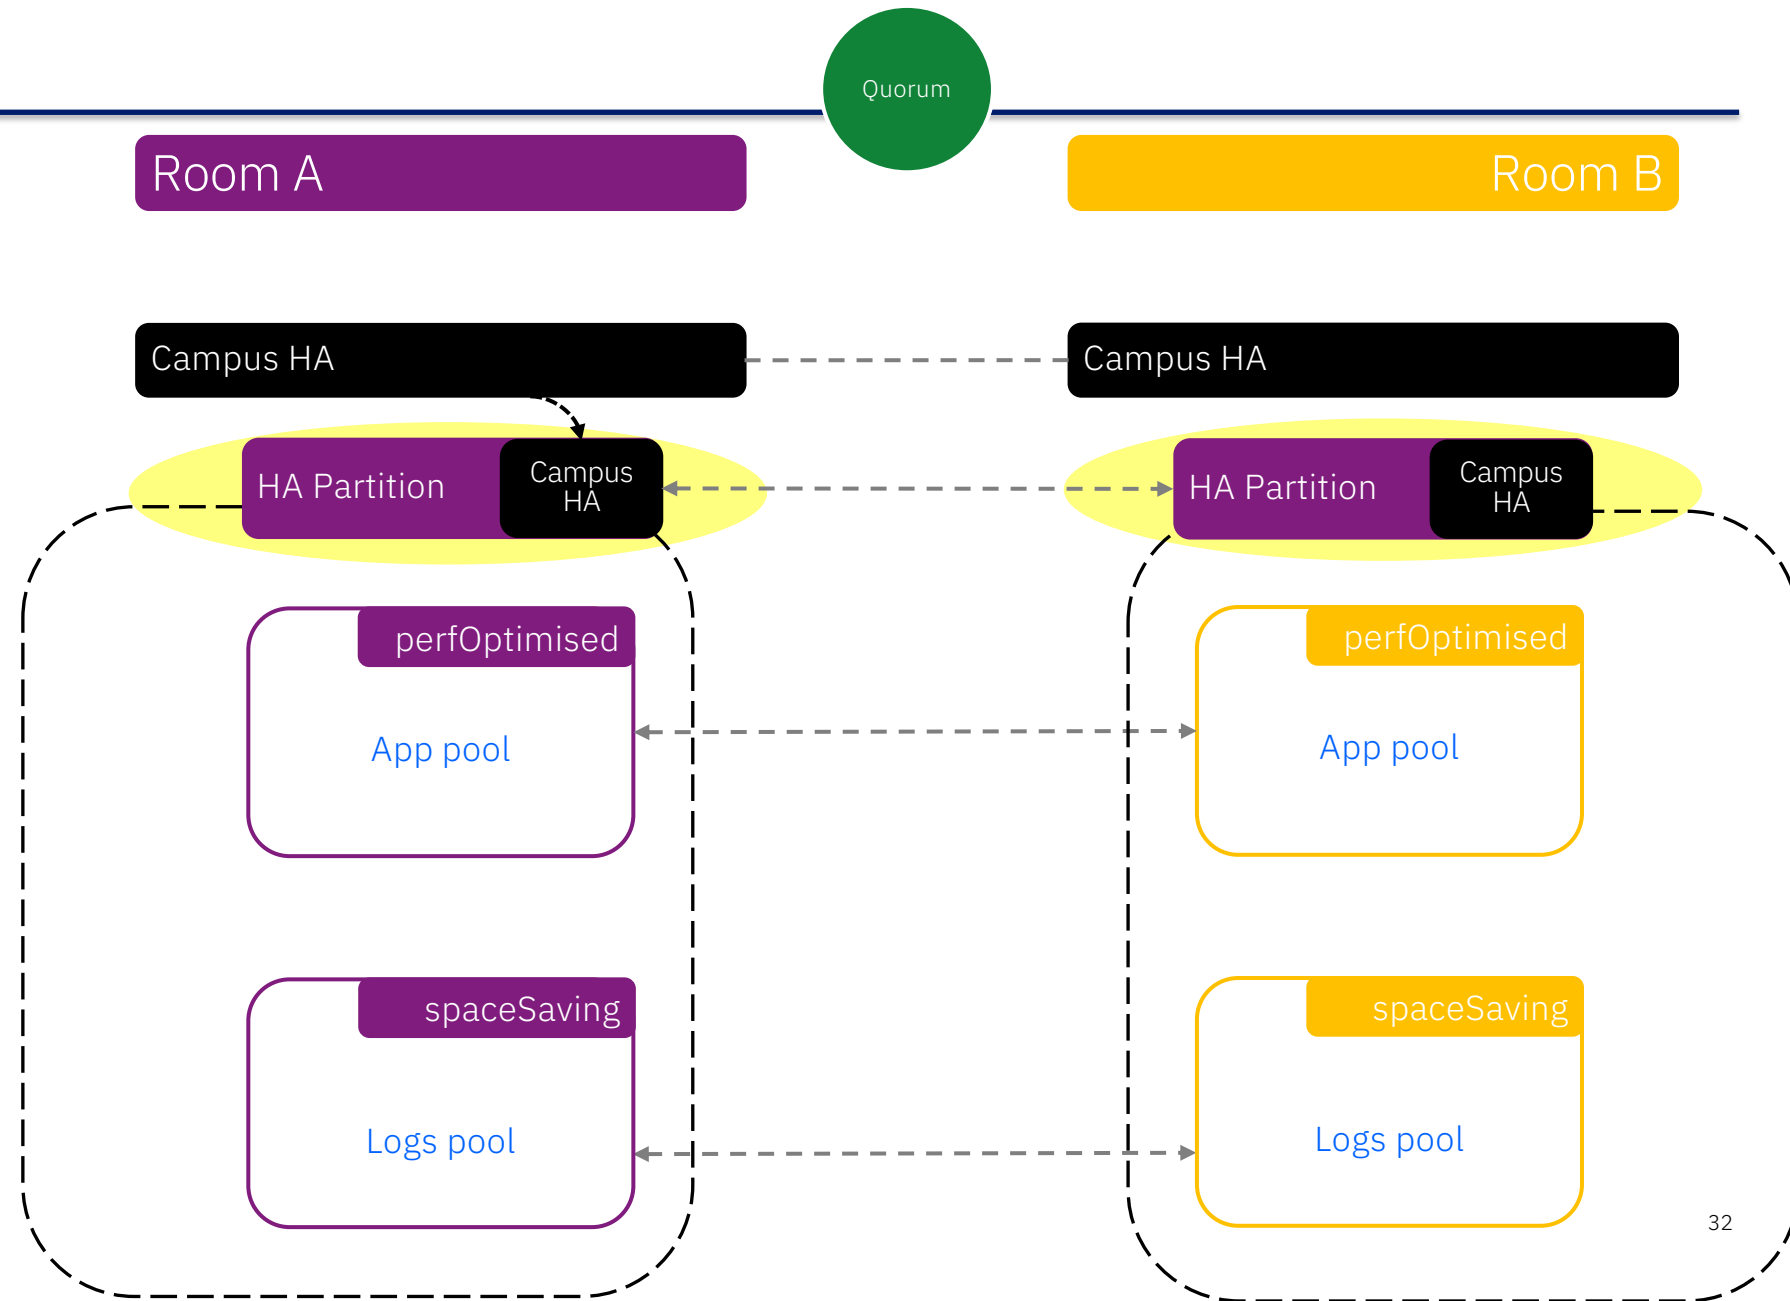 Quorum
Room A
Room B
Campus HA
Campus HA
HA Partition
Campus
HA
HA Partition
Campus
HA
perfOptimised
perfOptimised
App pool
App pool
spaceSaving
spaceSaving
Logs pool
Logs pool
32